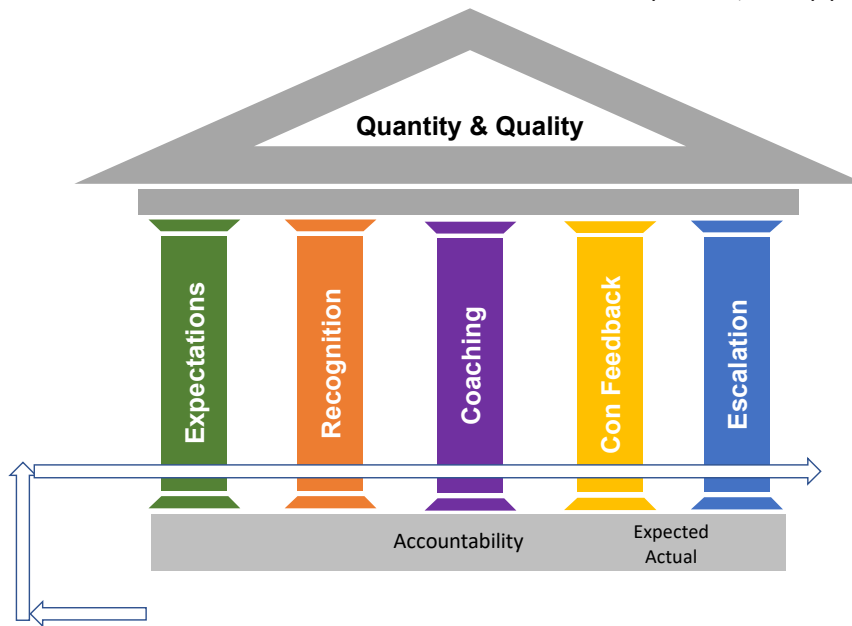 Quantity & Quality
Expectations
Recognition
Coaching
Con Feedback
Escalation
Accountability
Expected
Actual